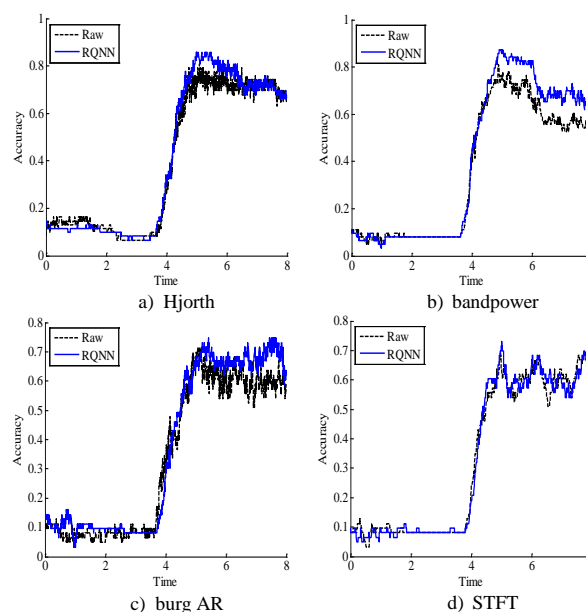 1
0.8
0.6
0.4
0.2
0
Raw
RQNN
Accuracy
0 2 4 6 8
Time
a) Hjorth
1
0.8
0.6
0.4
0.2
0
Raw
RQNN
Accuracy
0 2 4 6
Time
b) bandpower
0.8
0.7
0.6
0.5
0.4
0.3
0.2
0.1
0
Raw
RQNN
Accuracy
0 2 4 6 8
Time
c) burg AR
0.8
0.7
0.6
0.5
0.4
0.3
0.2
0.1
0
Raw
RQNN
Accuracy
0 2 4 6
Time
d) STFT